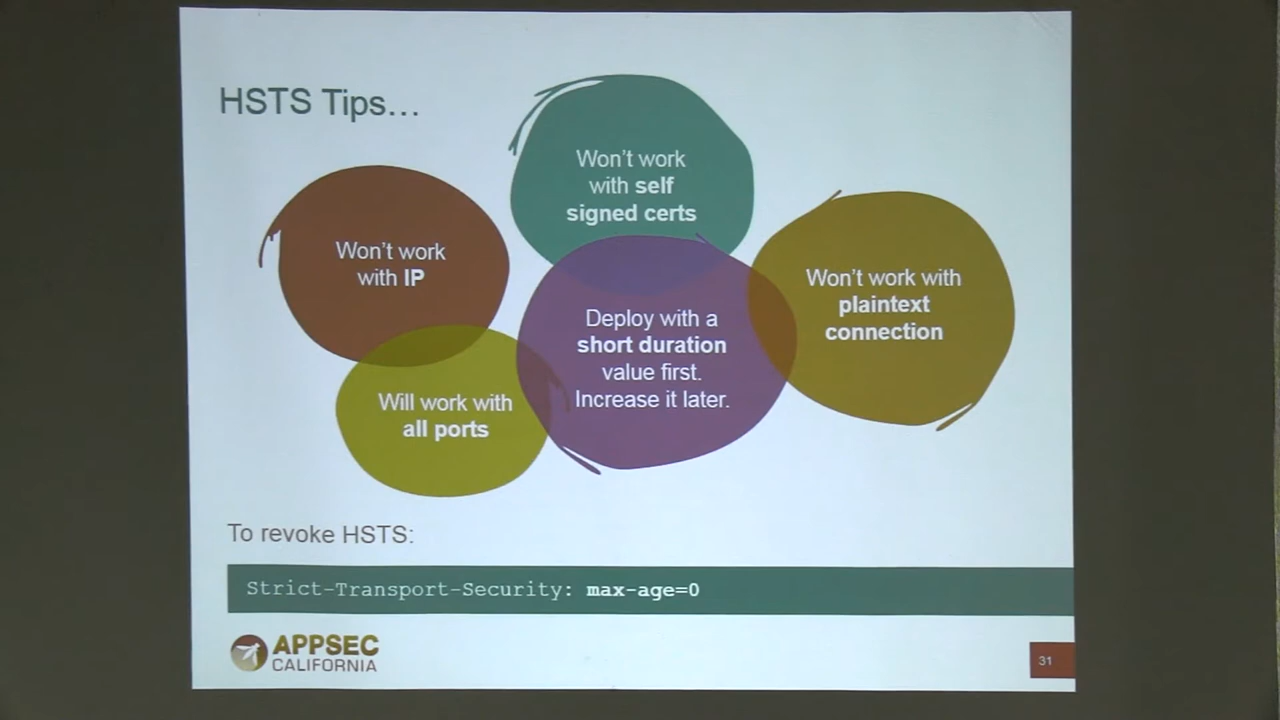 HSTS Tips…
Won't work
with self
signed certs
Won't work
with IP
Won't work with
plaintext
connection
Deploy with a
short duration
value first.
Increase it later.
Will work with
all ports
To revoke HSTS:
Strict-Transport-Security: max-age=0
APPSEC
CALIFORNIA
31